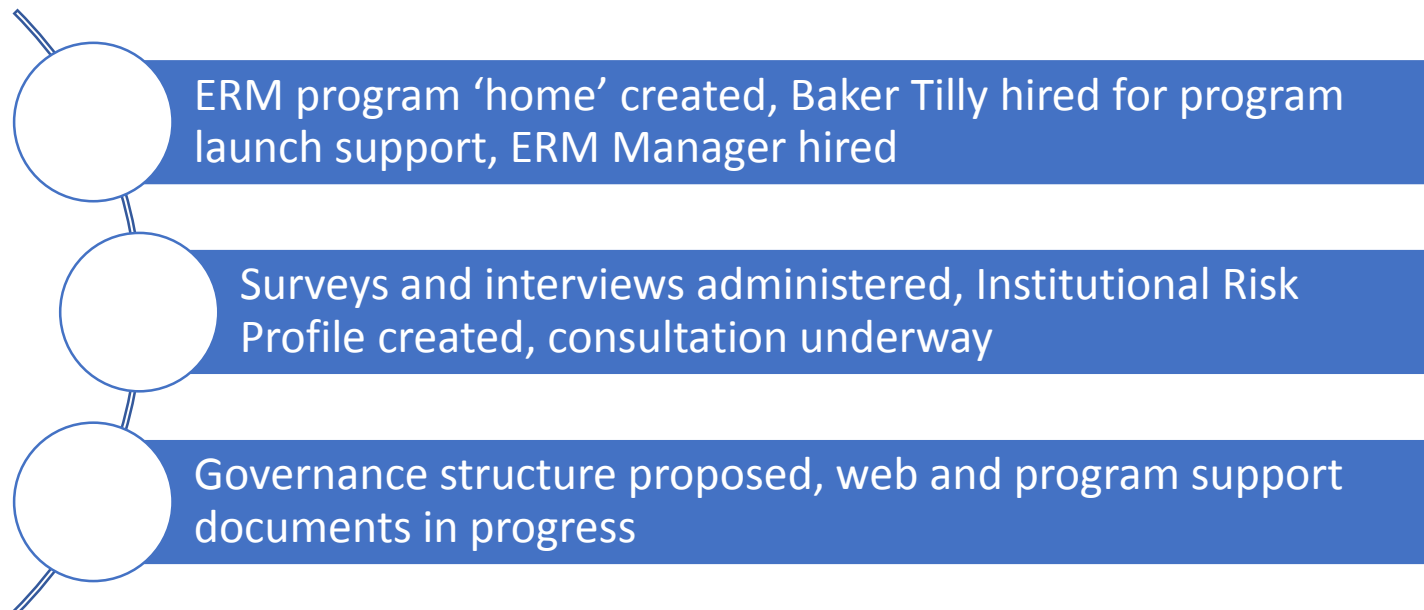 ERM program ‘home’ created, Baker Tilly hired for program
launch support, ERM Manager hired
Surveys and interviews administered, Institutional Risk
Profile created, consultation underway
Governance structure proposed, web and program support
documents in progress